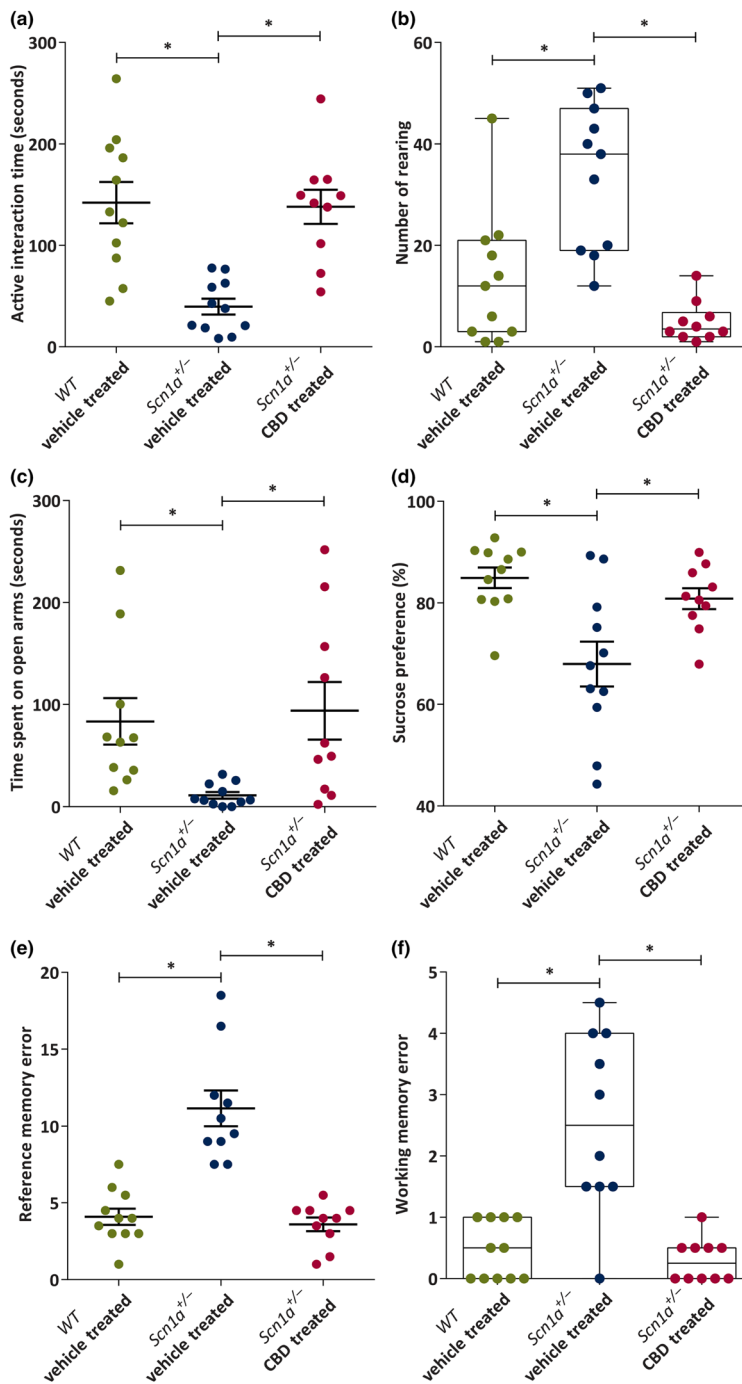 (a)
*
*
300
200
100
0
Active interaction time (seconds)
WT
vehicle treated
Scn1a+/−
vehicle treated
Scn1a+/−
CBD treated
(b)
*
*
60
40
20
0
Number of rearing
WT
vehicle treated
Scn1a+/−
vehicle treated
Scn1a+/−
CBD treated
(c)
*
*
300
200
100
0
Time spent on open arms (seconds)
WT
vehicle treated
Scn1a+/−
vehicle treated
Scn1a+/−
CBD treated
(d)
*
*
100
80
60
40
Sucrose preference (%)
WT
vehicle treated
Scn1a+/−
vehicle treated
Scn1a+/−
CBD treated
(e)
*
*
20
15
10
5
0
Reference memory error
WT
vehicle treated
Scn1a+/−
vehicle treated
Scn1a+/−
CBD treated
(f)
*
*
5
4
3
2
1
0
Working memory error
WT
vehicle treated
Scn1a+/−
vehicle treated
Scn1a+/−
CBD treated